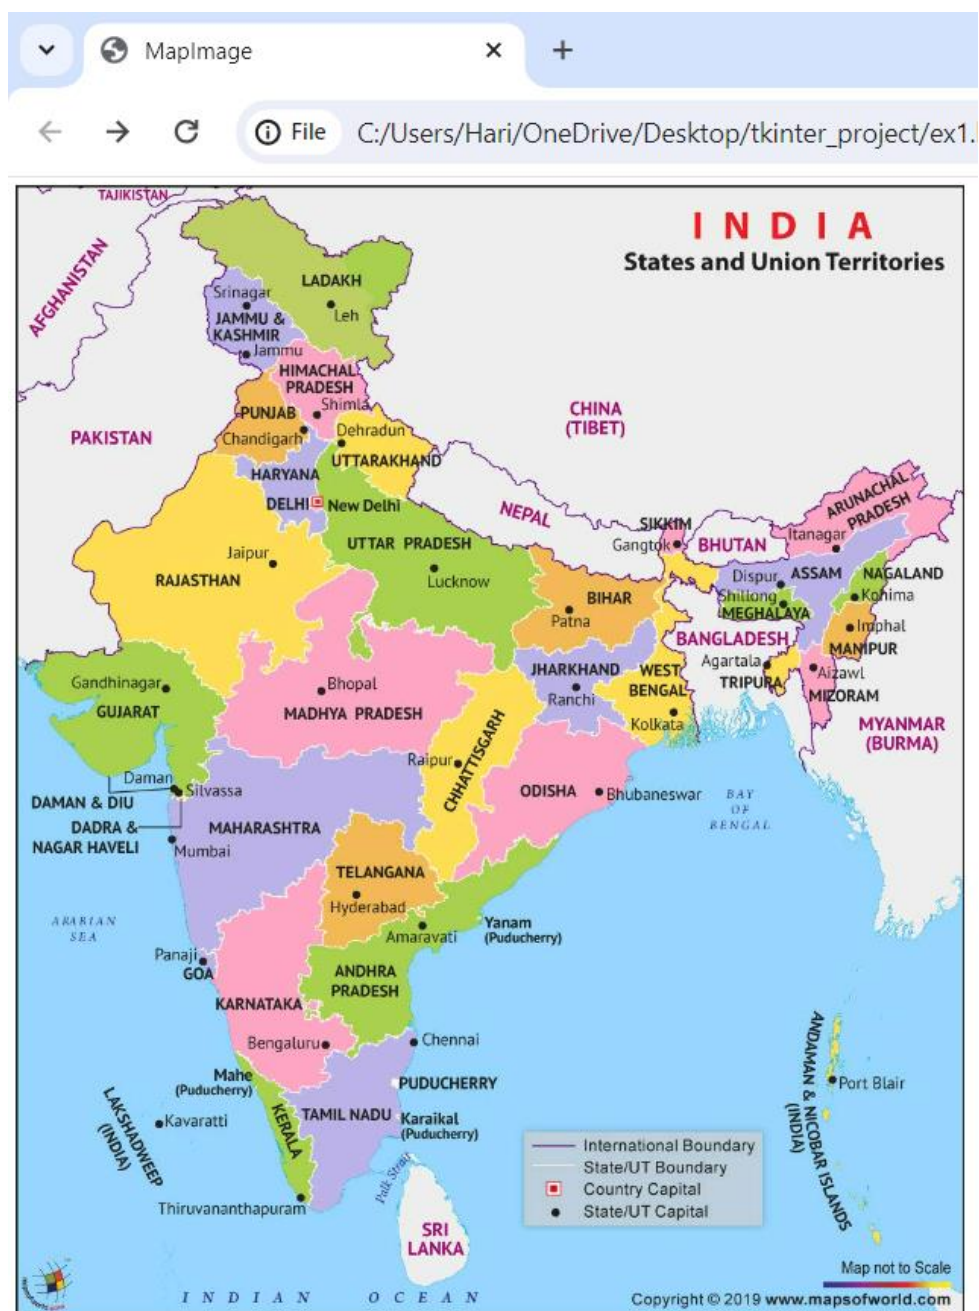 MapImage
File
C:/Users/Hari/OneDrive/Desktop/tkinter_project/ex1.
TAJIKISTAN
AFGHANISTAN
INDIA
States and Union Territories
LADAKH
Leh
Srinagar
JAMMU &
KASHMIR
Jammu
HIMACHAL
PRADESH
Shimla
PUNJAB
Chandigarh
Dehradun
UTTARAKHAND
PAKISTAN
CHINA
(TIBET)
HARYANA
DELHI
New Delhi
NEPAL
ARUNACHAL
PRADESH
Itanagar
SIKKIM
Gangtok
BHUTAN
Jaipur
RAJASTHAN
UTTAR PRADESH
Lucknow
BIHAR
Patna
Dispur
ASSAM
NAGALAND
Kohima
Shillong
MEGHALAYA
Imphal
MANIPUR
BANGLADESH
Agartala
TRIPURA
Aizawl
MIZORAM
MYANMAR
(BURMA)
JHARKHAND
Ranchi
WEST
BENGAL
Kolkata
Gandhinagar
GUJARAT
Bhopal
MADHYA PRADESH
Raipur
CHHATTISGARH
ODISHA
Bhubaneswar
BAY
OF
BENGAL
Daman
Silvassa
DAMAN & DIU
DADRA &
NAGAR HAVELI
MAHARASHTRA
Mumbai
TELANGANA
Hyderabad
ARABIAN
SEA
Amaravati
Yanam
(Puducherry)
Panaji
GOA
KARNATAKA
ANDHRA
PRADESH
Bengaluru
Chennai
Mahe
(Puducherry)
PUDUCHERRY
TAMIL NADU
Karaikal
(Puducherry)
KERALA
Kavaratti
LAKSHADWEEP
(INDIA)
Thiruvananthapuram
Palk Strait
SRI
LANKA
ANDAMAN & NICOBAR ISLANDS
(INDIA)
Port Blair
International Boundary
State/UT Boundary
Country Capital
State/UT Capital
INDIAN OCEAN
Map not to Scale
Copyright © 2019 www.mapsofworld.com